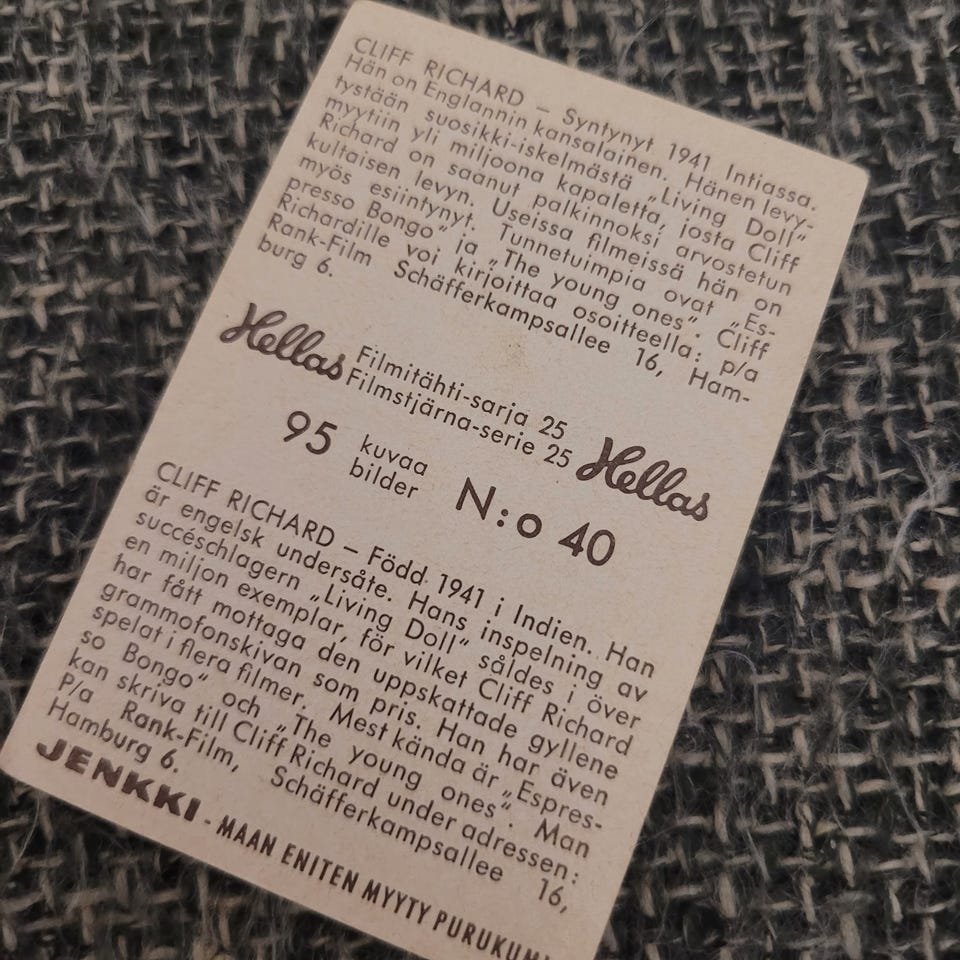 CLIFF RICHARD – Syntynyt 1941 Intiassa.
Hän on Englannin kansalainen. Hänen levy-
tystään suosikki-iskelmästä „Living Doll"
myytiin yli miljoona kapaletta, josta Cliff
Richard on saanut palkinnoksi arvostetun
kultaisen levyn. Useissa filmeissä hän on
myös esiintynyt. Tunnetuimpia ovat „Es-
presso Bongo" ja „The young ones". Cliff
Richardille voi kirjoittaa osoitteella: p/a
Rank-Film Schäfferkampsallee 16, Ham-
burg 6.
Hellas Filmitähti-sarja 25
Filmstjärna-serie 25 Hellas
95 kuvaa
bilder N:o 40
CLIFF RICHARD – Född 1941 i Indien. Han
är engelsk undersåte. Hans inspelning av
succéschlagern „Living Doll" såldes i över
en miljon exemplar, för vilket Cliff Richard
har fått mottaga den uppskattade gyllene
grammofonskivan som pris. Han har även
spelat i flera filmer. Mest kända är „Espres-
so Bongo" och „The young ones". Man
kan skriva till Cliff Richard under adressen:
P/a Rank-Film, Schäfferkampsallee 16,
Hamburg 6.
JENKKI - MAAN ENITEN MYYTY PURUKUMI